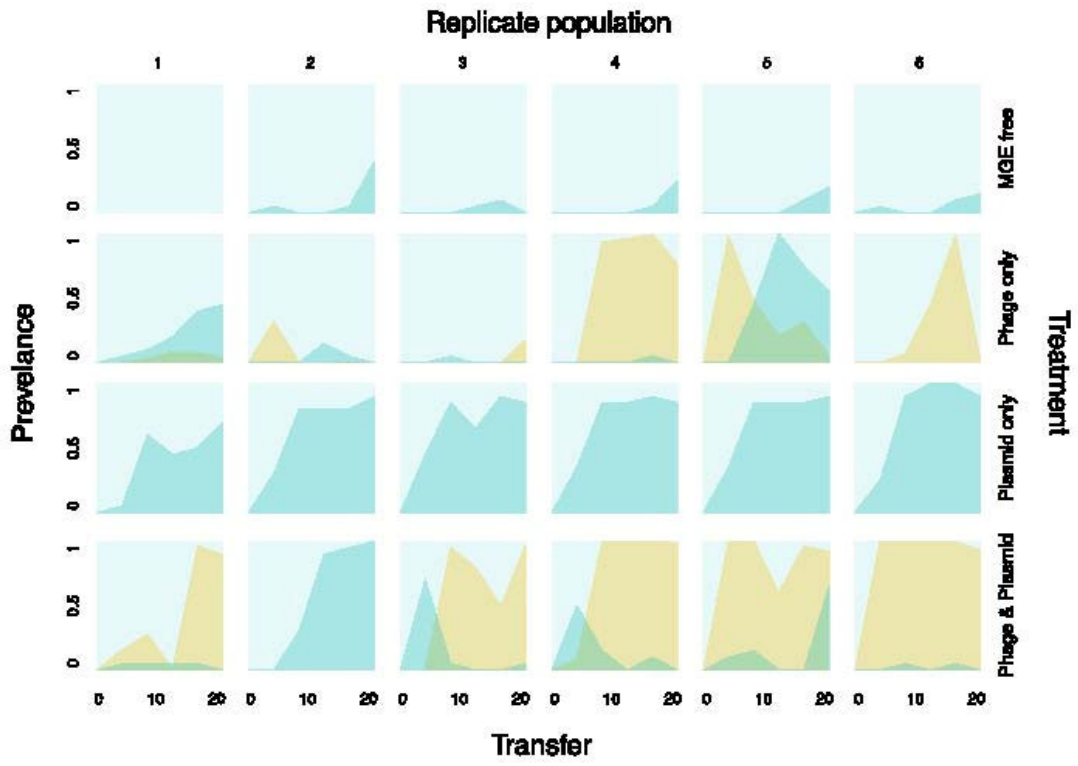 Replicate population
1 2 3 4 5 6
1
0.5
0
MGE free
1
0.5
0
Phage only
Prevelance
Treatment
1
0.5
0
Plasmid only
1
0.5
0
Phage & Plasmid
0 10 20 0 10 20 0 10 20 0 10 20 0 10 20 0 10 20
Transfer